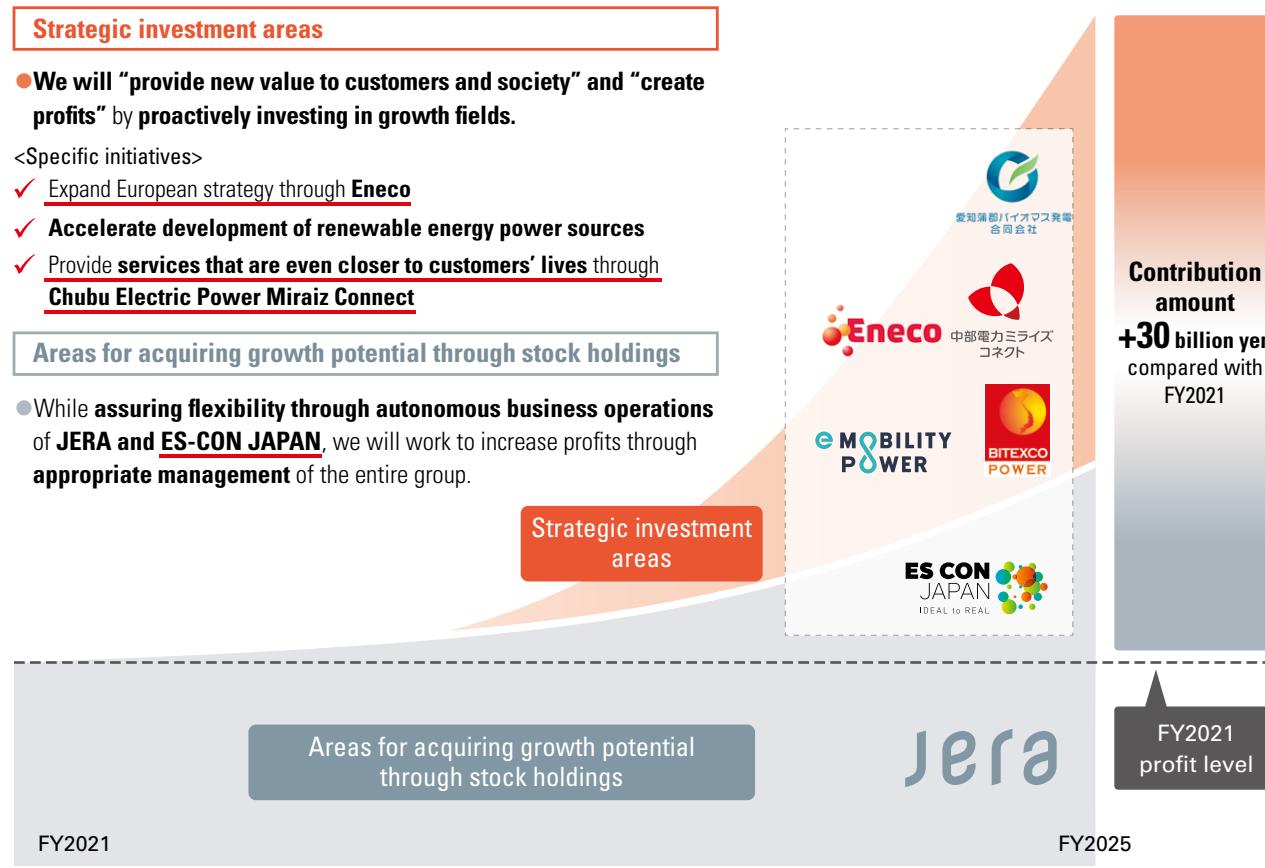 Strategic investment areas
●We will “provide new value to customers and society” and “create
profits” by proactively investing in growth fields.
<Specific initiatives>
✓ Expand European strategy through Eneco
✓ Accelerate development of renewable energy power sources
✓ Provide services that are even closer to customers’ lives through
Chubu Electric Power Miraiz Connect
Areas for acquiring growth potential through stock holdings
●While assuring flexibility through autonomous business operations
of JERA and ES-CON JAPAN, we will work to increase profits through
appropriate management of the entire group.
Strategic investment
areas
愛知蒲郡バイオマス発電
合同会社
Eneco
中部電力ミライズ
コネクト
e MOBILITY
POWER
BITEXCO
POWER
ES CON
JAPAN
IDEAL to REAL
Contribution
amount
+30 billion yen
compared with
FY2021
Areas for acquiring growth potential
through stock holdings
Jera
FY2021
profit level
FY2021
FY2025